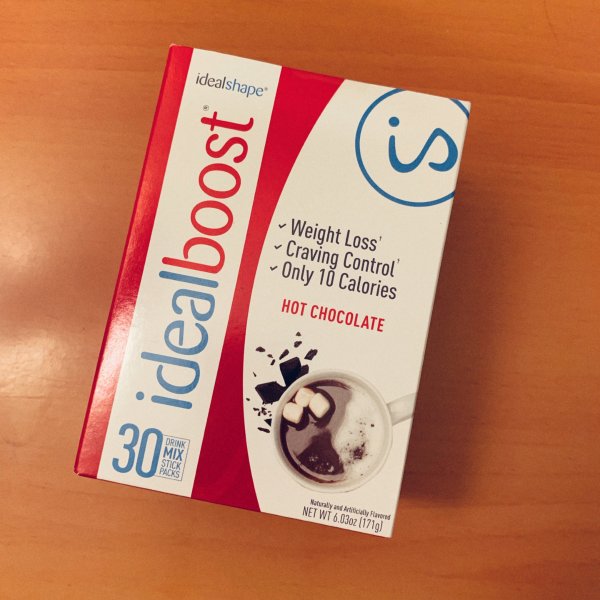 idealshape®
idealboost®
is
✓ Weight Loss†
✓ Craving Control†
✓ Only 10 Calories
HOT CHOCOLATE
30
DRINK
MIX
STICK
PACKS
Naturally and Artificially Flavored
NET WT 6.03oz (171g)